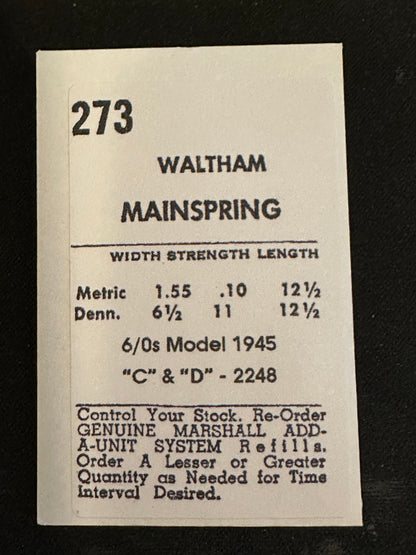 273
WALTHAM
MAINSPRING
WIDTH STRENGTH LENGTH
Metric 1.55 .10 12½
Denn. 6½ 11 12½
6/0s Model 1945
"C" & "D" - 2248
Control Your Stock. Re-Order
GENUINE MARSHALL ADD-
A-UNIT SYSTEM Refills.
Order A Lesser or Greater
Quantity as Needed for Time
Interval Desired.